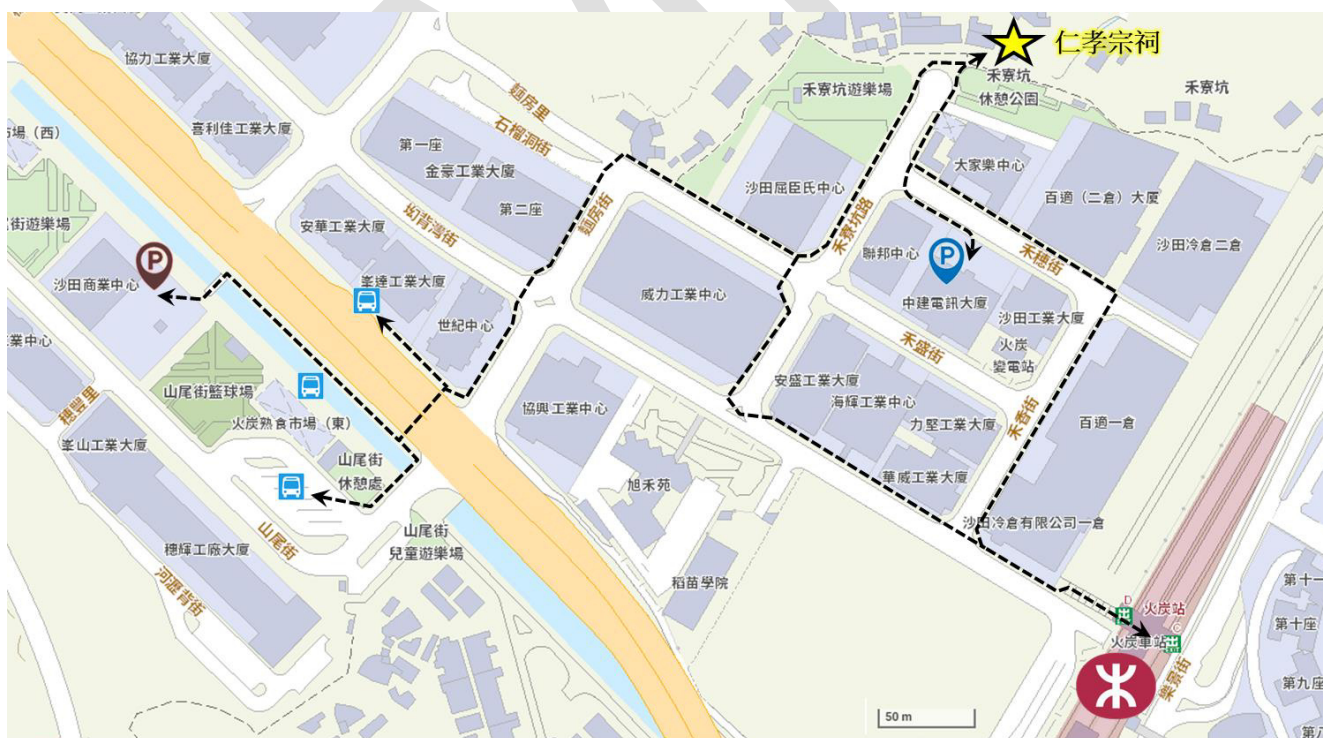 協力工業大廈
仁孝宗祠
禾寮坑遊樂場
禾寮坑
休憩公園
禾寮坑
麵房里
石榴洞街
喜利佳工業大廈
第一座
金豪工業大廈
第二座
大家樂中心
沙田屈臣氏中心
百適（二倉）大厦
麵房街
坳背灣街
安華工業大廈
禾寮坑路
聯邦中心
禾穗街
沙田冷倉二倉
P
沙田商業中心
峯達工業大廈
威力工業中心
P
中建電訊大廈
世紀中心
沙田工業大廈
火炭
變電站
禾盛街
山尾街籃球場
穗豐里
安盛工業大廈
海輝工業中心
禾香街
協興工業中心
火炭熟食市場（東）
力堅工業大廈
百適一倉
峯山工業大廈
山尾街
休憩處
旭禾苑
華威工業大廈
沙田冷倉有限公司一倉
山尾街
穗輝工廠大廈
山尾街
兒童遊樂場
河瀝背街
稻苗學院
D
火炭站
火炭車站
C
樂景街
第十一
第十座
第九座
50 m